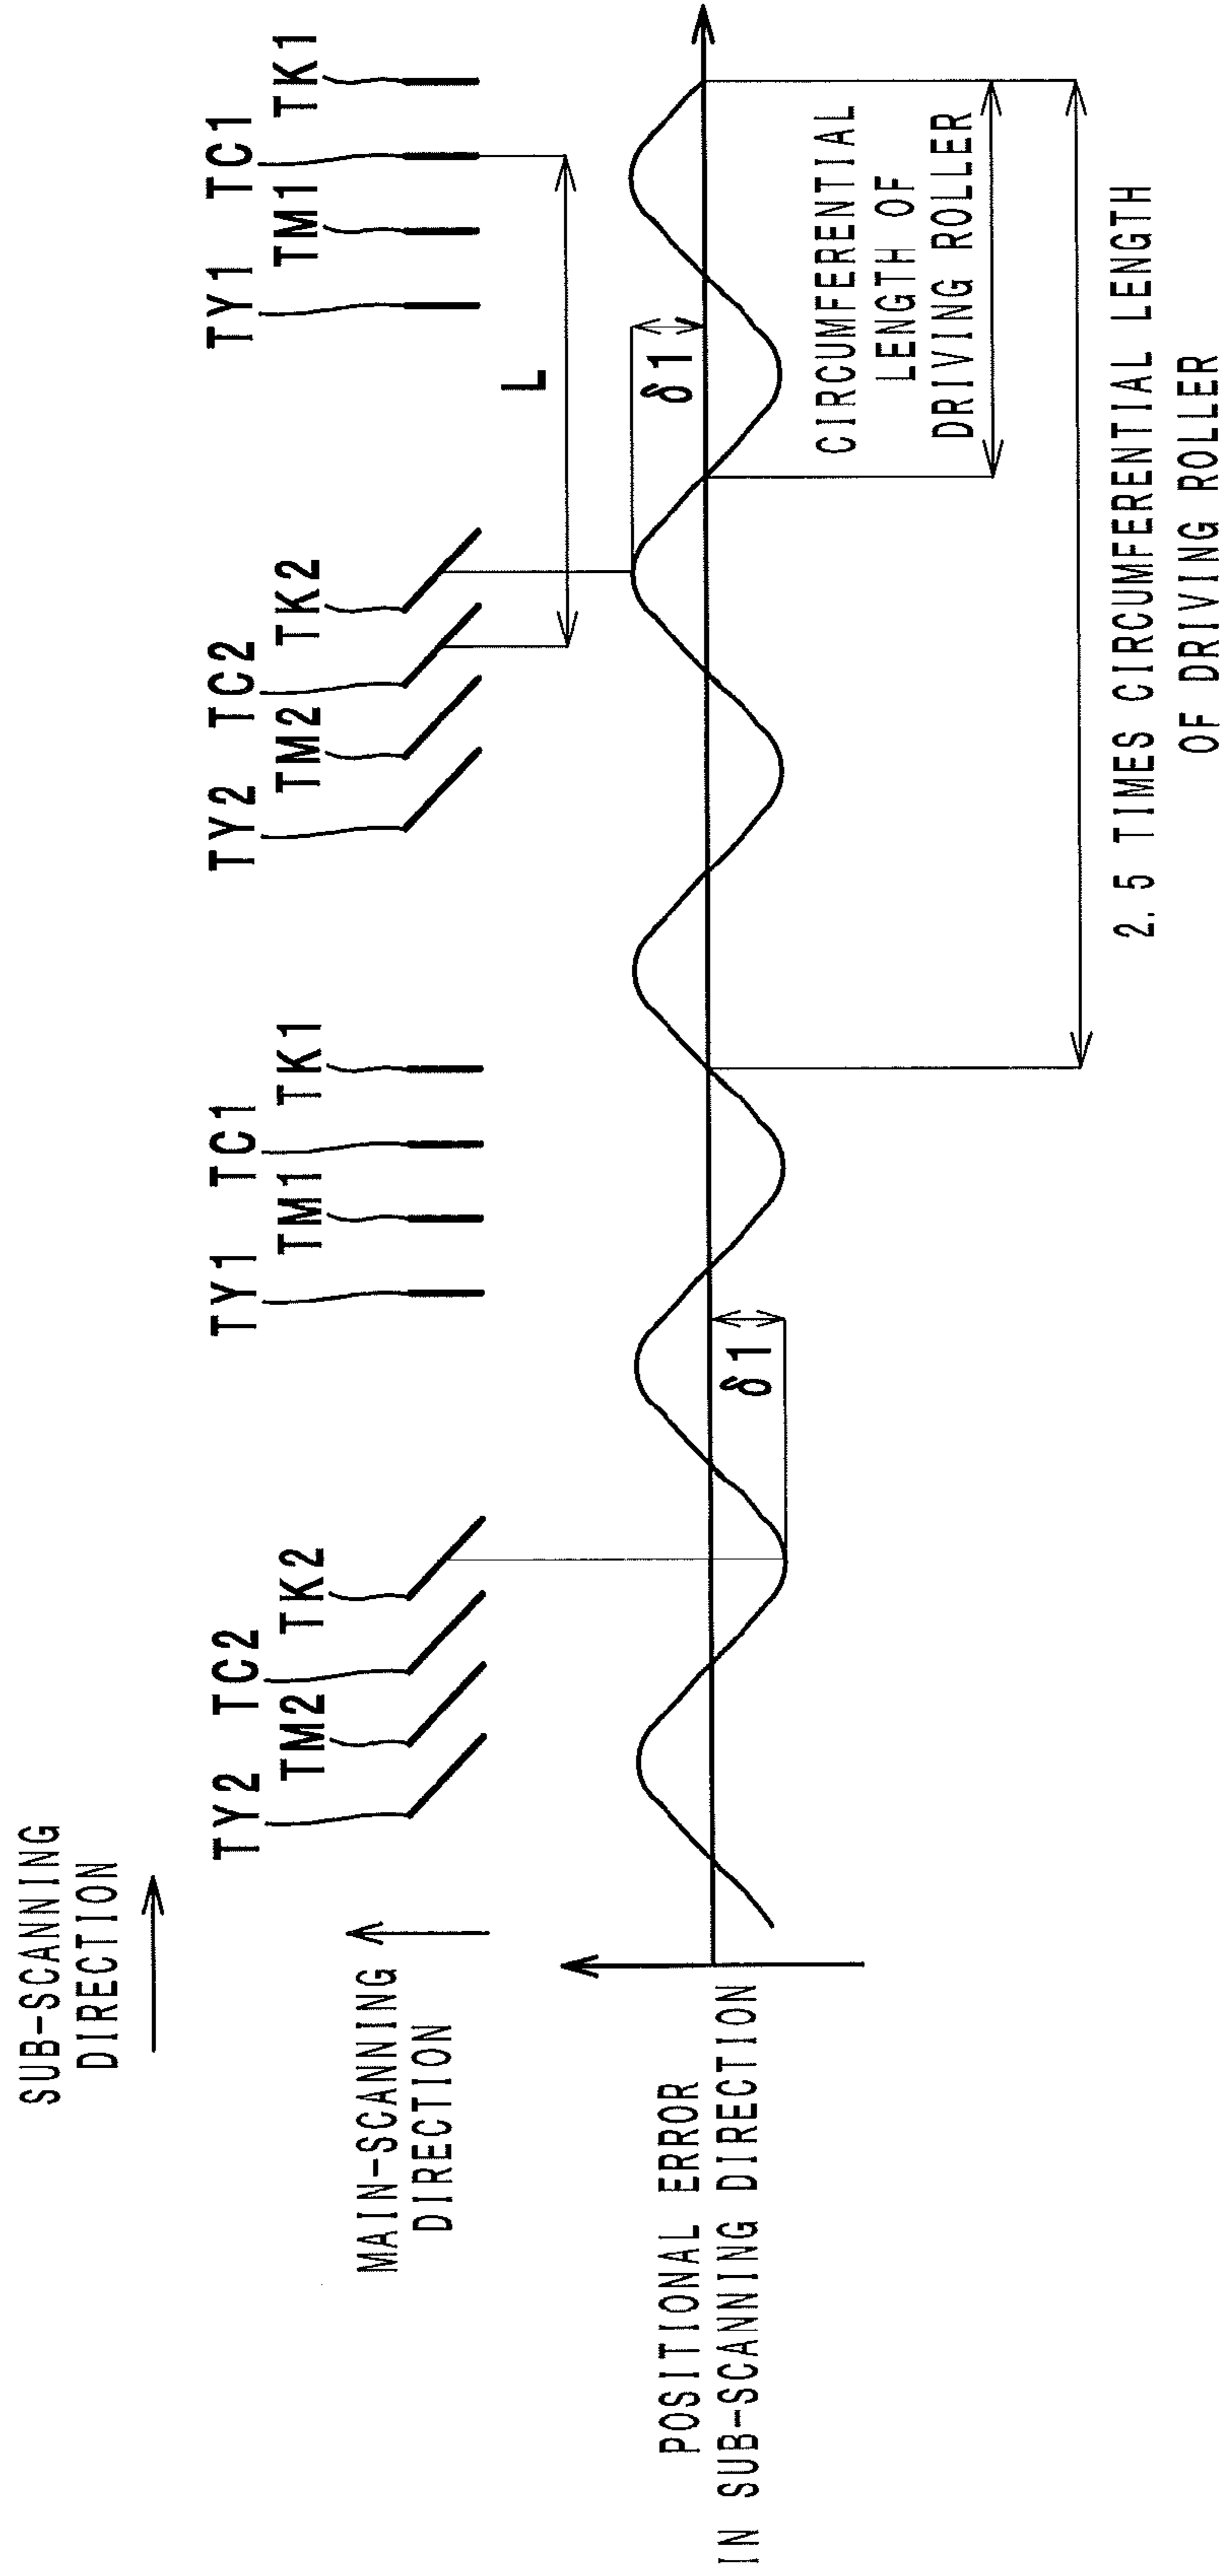 SUB-SCANNING
DIRECTION
MAIN-SCANNING
DIRECTION
TY2
TM2
TC2
TK2
TY1
TM1
TC1
TK1
TY2
TM2
TC2
TK2
TY1
TM1
TC1
TK1
L
POSITIONAL ERROR
IN SUB-SCANNING DIRECTION
δ1
δ1
CIRCUMFERENTIAL
LENGTH OF
DRIVING ROLLER
2.5 TIMES CIRCUMFERENTIAL LENGTH
OF DRIVING ROLLER